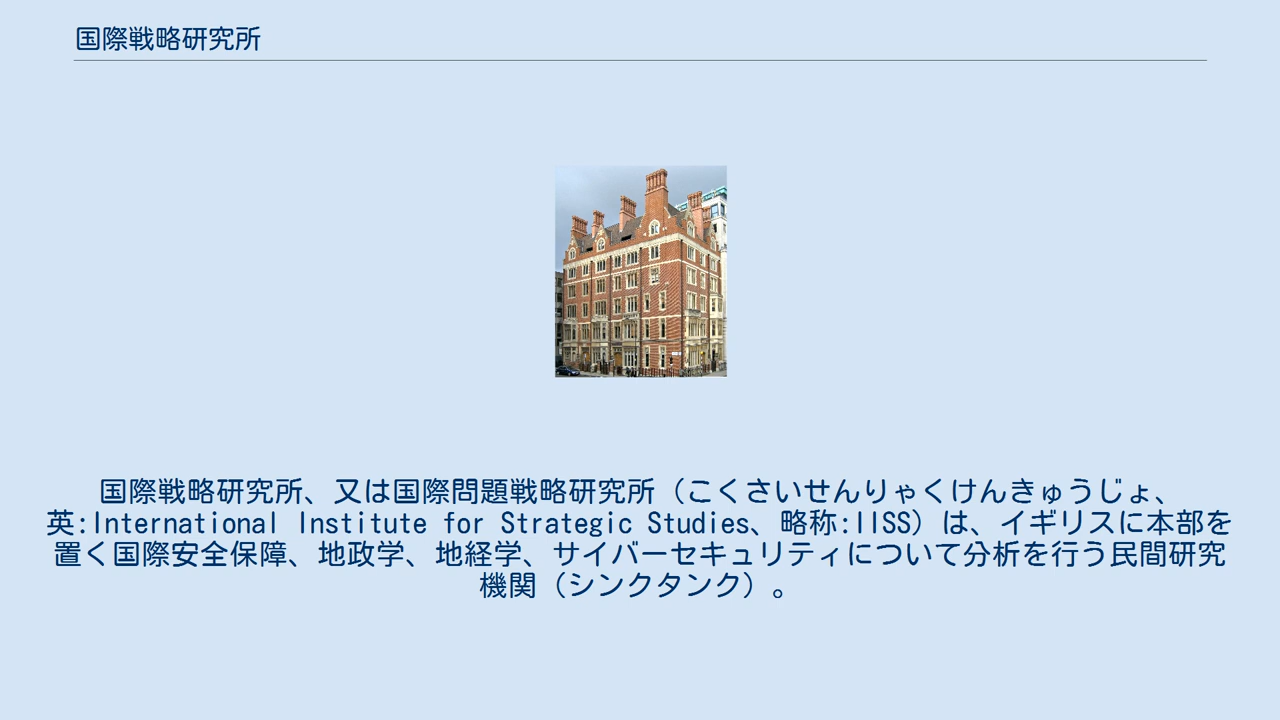 国際戦略研究所
国際戦略研究所、又は国際問題戦略研究所（こくさいせんりゃくけんきゅうじょ、
英:International Institute for Strategic Studies、略称:IISS）は、イギリスに本部を
置く国際安全保障、地政学、地経学、サイバーセキュリティについて分析を行う民間研究
機関（シンクタンク）。